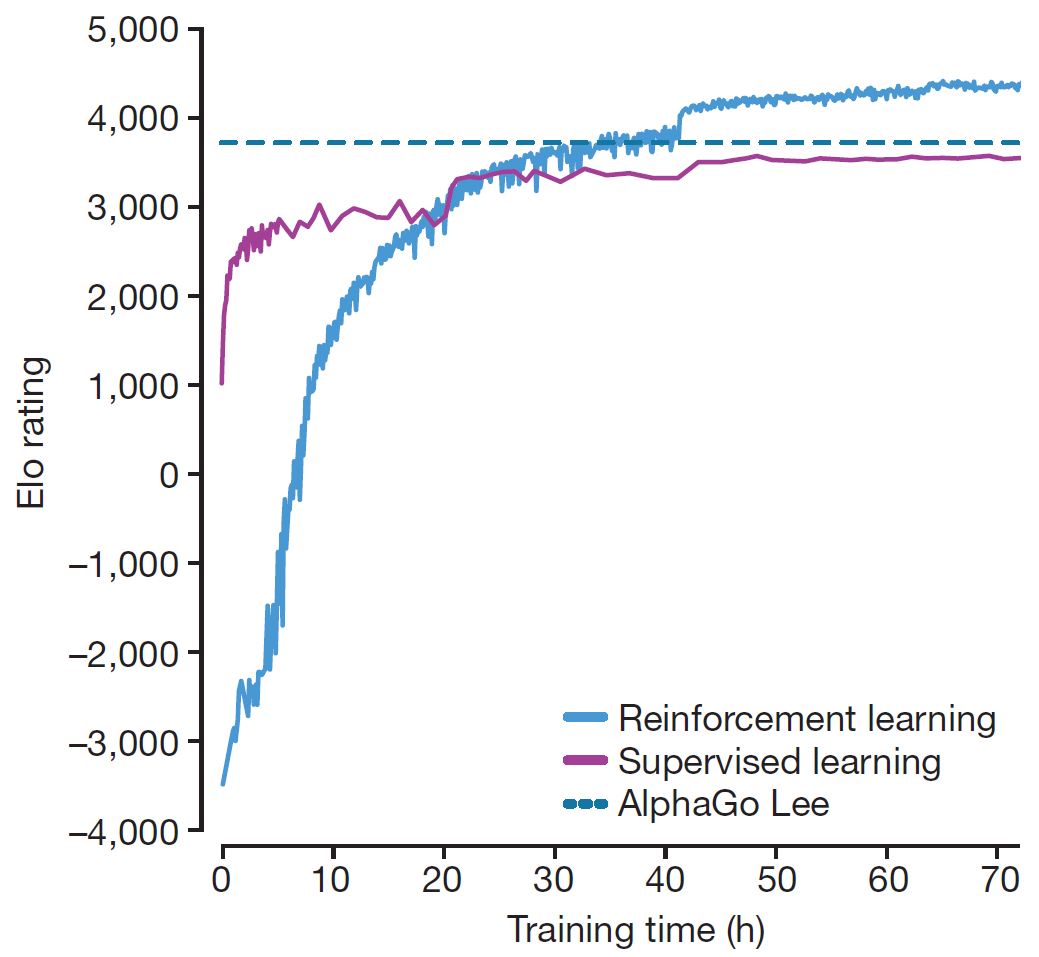 5,000
4,000
3,000
2,000
1,000
0
–1,000
–2,000
–3,000
–4,000
Elo rating
Reinforcement learning
Supervised learning
AlphaGo Lee
0 10 20 30 40 50 60 70
Training time (h)